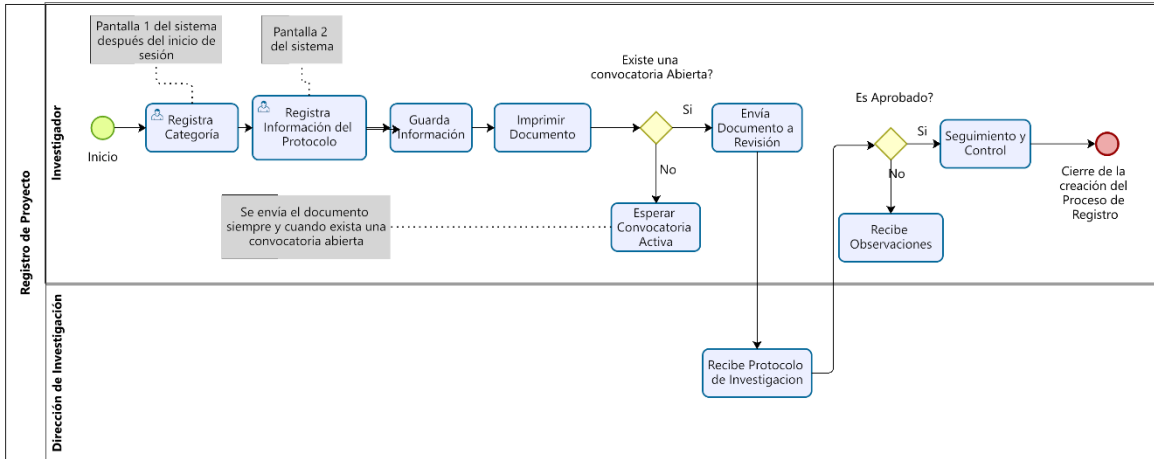 Registro de Proyecto
Investigador
Pantalla 1 del sistema
después del inicio de
sesión
Pantalla 2
del sistema
Existe una
convocatoria Abierta?
Es Aprobado?
Inicio
Registra
Categoría
Registra
Información del
Protocolo
Guarda
Información
Imprimir
Documento
Si
No
Envía
Documento a
Revisión
Si
No
Seguimiento y
Control
Cierre de la
creación del
Proceso de
Registro
Se envía el documento
siempre y cuando exista una
convocatoria abierta
Esperar
Convocatoria
Activa
Recibe
Observaciones
Dirección de Investigación
Recibe Protocolo
de Investigacion